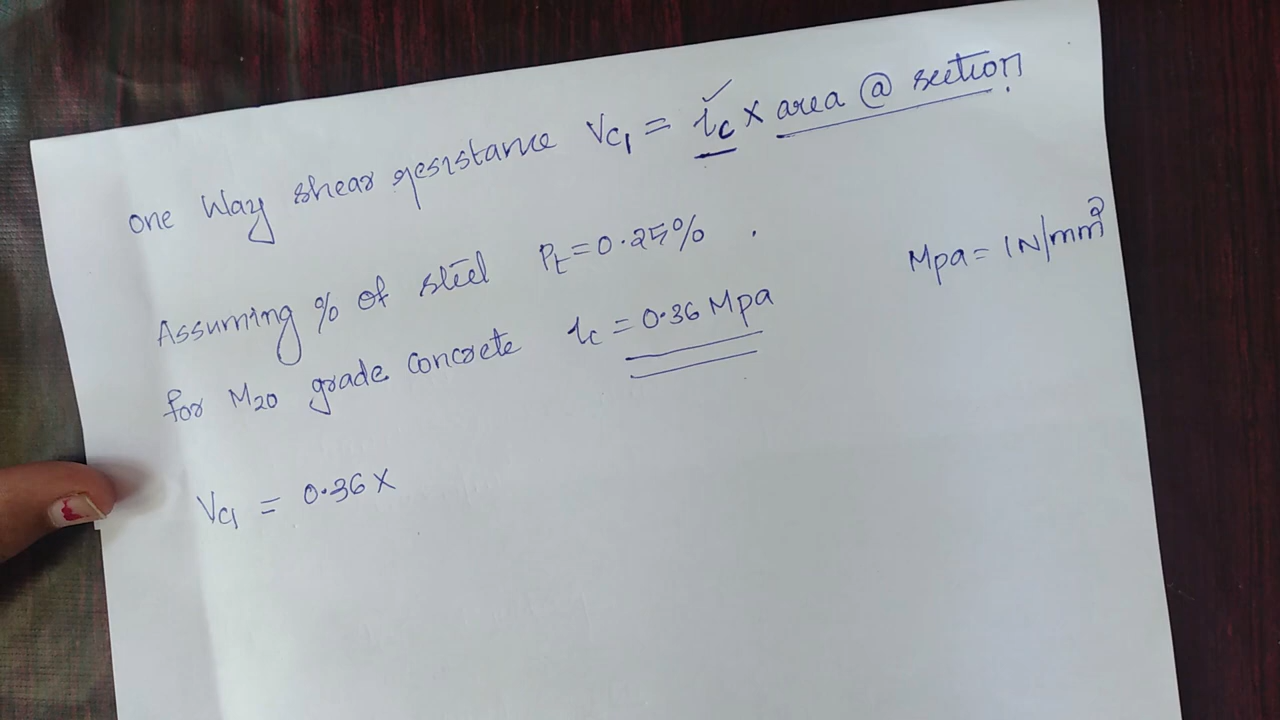 one Way shear resistance Vc1 = τc × area @ section
Assuming % of steel Pt = 0.25% .
Mpa = 1N/mm²
for M20 grade concrete τc = 0.36 Mpa
Vc1 = 0.36 ×